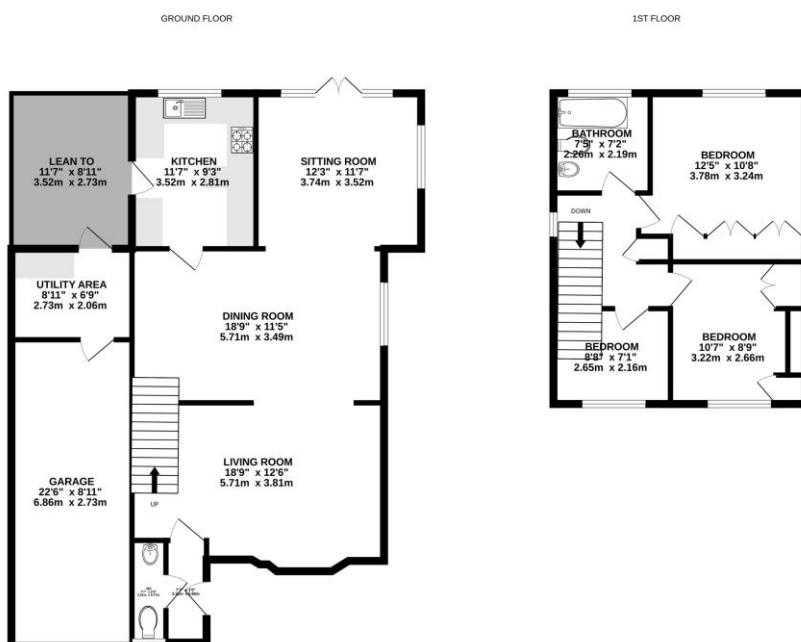 GROUND FLOOR
1ST FLOOR
LEAN TO
11'7" x 8'11"
3.52m x 2.73m
KITCHEN
11'7" x 9'3"
3.52m x 2.81m
SITTING ROOM
12'3" x 11'7"
3.74m x 3.52m
UTILITY AREA
8'11" x 6'9"
2.73m x 2.06m
DINING ROOM
18'9" x 11'5"
5.71m x 3.49m
GARAGE
22'6" x 8'11"
6.86m x 2.73m
LIVING ROOM
18'9" x 12'6"
5.71m x 3.81m
UP
BATHROOM
7'5" x 7'2"
2.26m x 2.19m
BEDROOM
12'5" x 10'8"
3.78m x 3.24m
DOWN
BEDROOM
8'8" x 7'1"
2.65m x 2.16m
BEDROOM
10'7" x 8'9"
3.22m x 2.66m